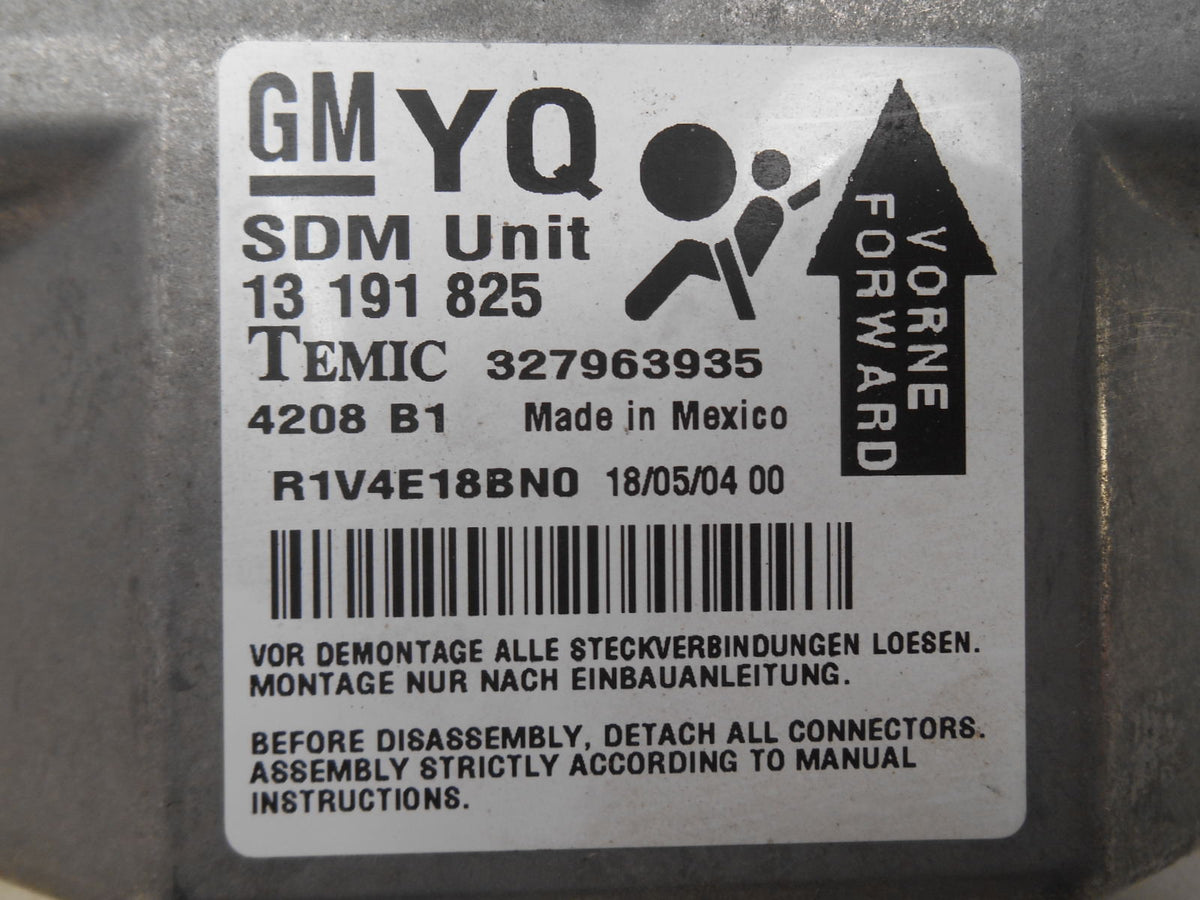 GM YQ
SDM Unit
13 191 825
TEMIC 327963935
4208 B1 Made in Mexico
R1V4E18BN0 18/05/04 00
VORNE
FORWARD
VOR DEMONTAGE ALLE STECKVERBINDUNGEN LOESEN.
MONTAGE NUR NACH EINBAUANLEITUNG.
BEFORE DISASSEMBLY, DETACH ALL CONNECTORS.
ASSEMBLY STRICTLY ACCORDING TO MANUAL
INSTRUCTIONS.